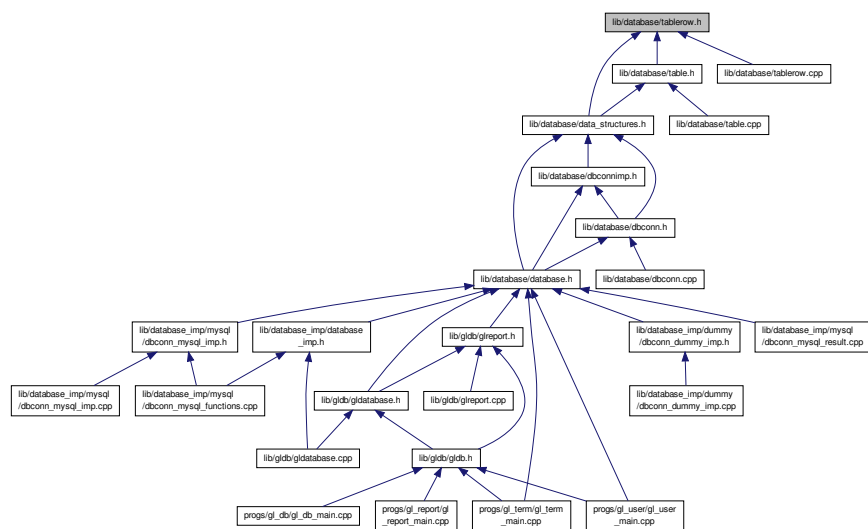 lib/database/tablerow.h
lib/database/table.h
lib/database/tablerow.cpp
lib/database/data_structures.h
lib/database/table.cpp
lib/database/dbconnimp.h
lib/database/dbconn.h
lib/database/database.h
lib/database/dbconn.cpp
lib/database_imp/mysql
/dbconn_mysql_imp.h
lib/database_imp/database
_imp.h
lib/gldb/glreport.h
lib/database_imp/dummy
/dbconn_dummy_imp.h
lib/database_imp/mysql
/dbconn_mysql_result.cpp
lib/database_imp/mysql
/dbconn_mysql_imp.cpp
lib/database_imp/mysql
/dbconn_mysql_functions.cpp
lib/gldb/gldatabase.h
lib/gldb/glreport.cpp
lib/database_imp/dummy
/dbconn_dummy_imp.cpp
lib/gldb/gldatabase.cpp
lib/gldb/gldb.h
progs/gl_db/gl_db_main.cpp
progs/gl_report/gl
_report_main.cpp
progs/gl_term/gl_term
_main.cpp
progs/gl_user/gl_user
_main.cpp